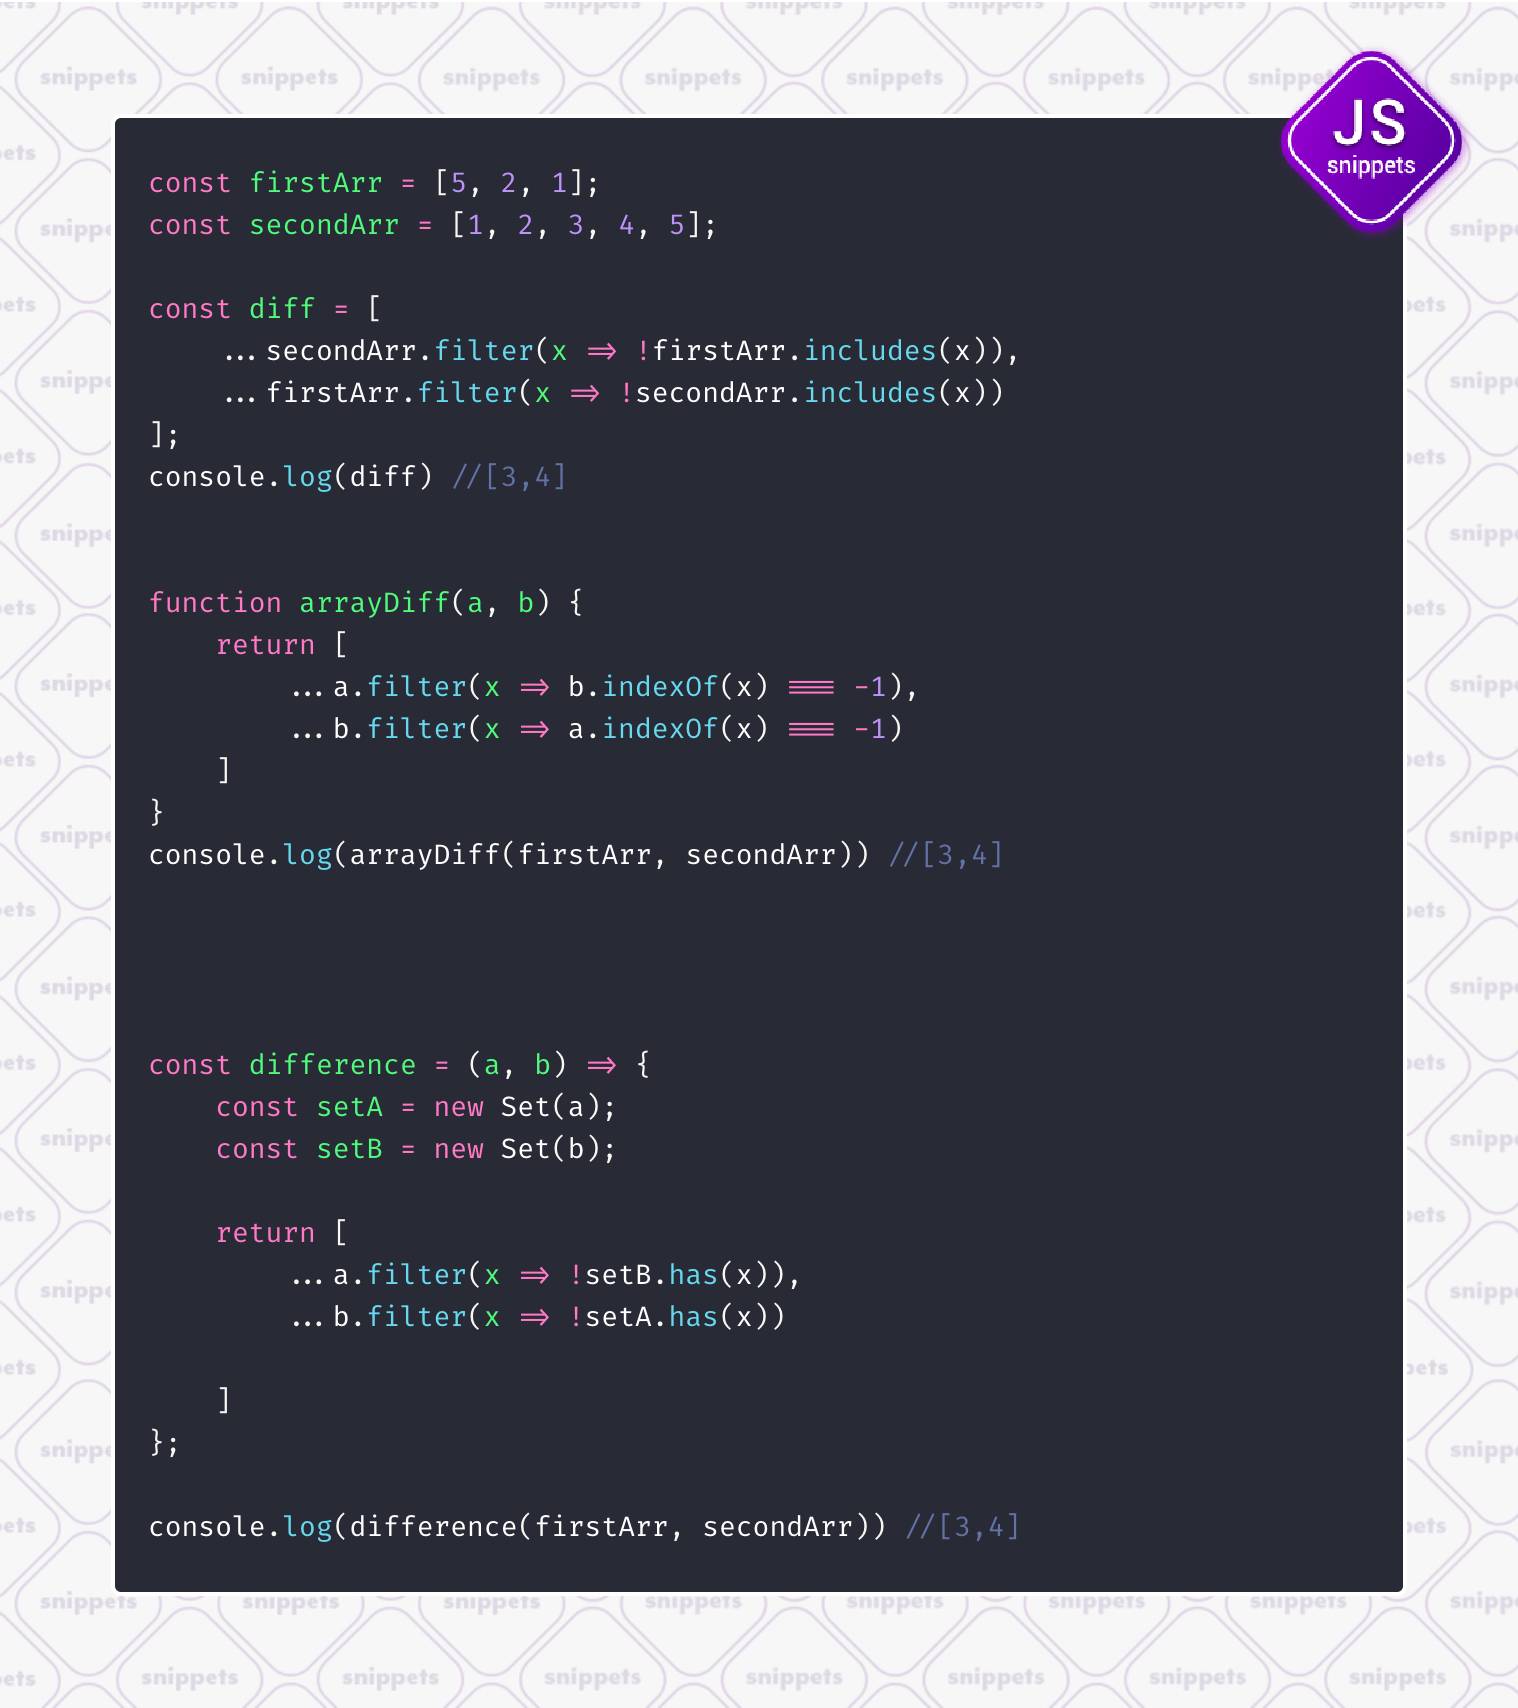 JS
snippets
const firstArr = [5, 2, 1];
const secondArr = [1, 2, 3, 4, 5];
const diff = [
    ...secondArr.filter(x => !firstArr.includes(x)),
    ...firstArr.filter(x => !secondArr.includes(x))
];
console.log(diff) //[3,4]
function arrayDiff(a, b) {
    return [
        ...a.filter(x => b.indexOf(x) === -1),
        ...b.filter(x => a.indexOf(x) === -1)
    ]
}
console.log(arrayDiff(firstArr, secondArr)) //[3,4]
const difference = (a, b) => {
    const setA = new Set(a);
    const setB = new Set(b);
    return [
        ...a.filter(x => !setB.has(x)),
        ...b.filter(x => !setA.has(x))
    ]
};
console.log(difference(firstArr, secondArr)) //[3,4]